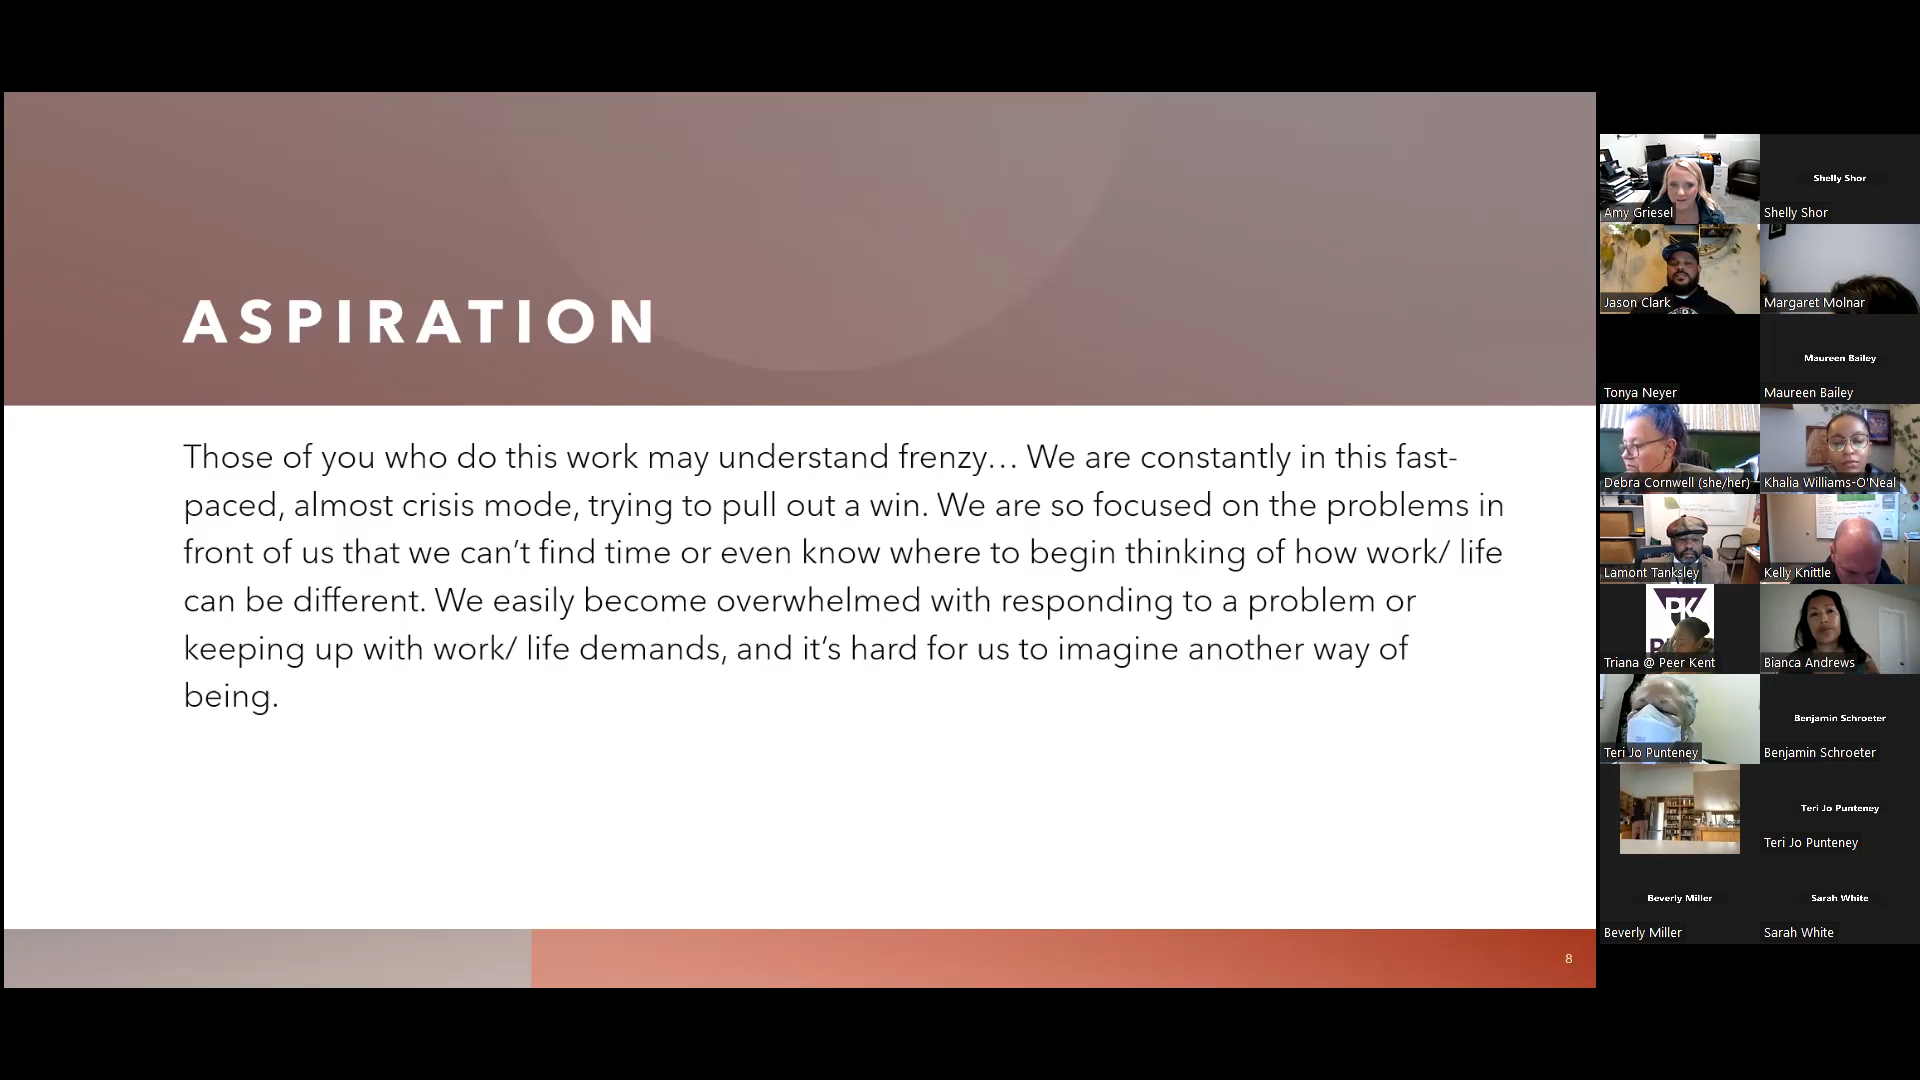 ASPIRATION
Those of you who do this work may understand frenzy… We are constantly in this fast-
paced, almost crisis mode, trying to pull out a win. We are so focused on the problems in
front of us that we can’t find time or even know where to begin thinking of how work/ life
can be different. We easily become overwhelmed with responding to a problem or
keeping up with work/ life demands, and it’s hard for us to imagine another way of
being.
8
Amy Griesel
Shelly Shor
Shelly Shor
Jason Clark
Margaret Molnar
Tonya Neyer
Maureen Bailey
Maureen Bailey
Debra Cornwell (she/her)
Khalia Williams-O'Neal
Lamont Tanksley
Kelly Knittle
PK
Triana @ Peer Kent
Bianca Andrews
Teri Jo Punteney
Benjamin Schroeter
Benjamin Schroeter
Teri Jo Punteney
Teri Jo Punteney
Beverly Miller
Beverly Miller
Sarah White
Sarah White